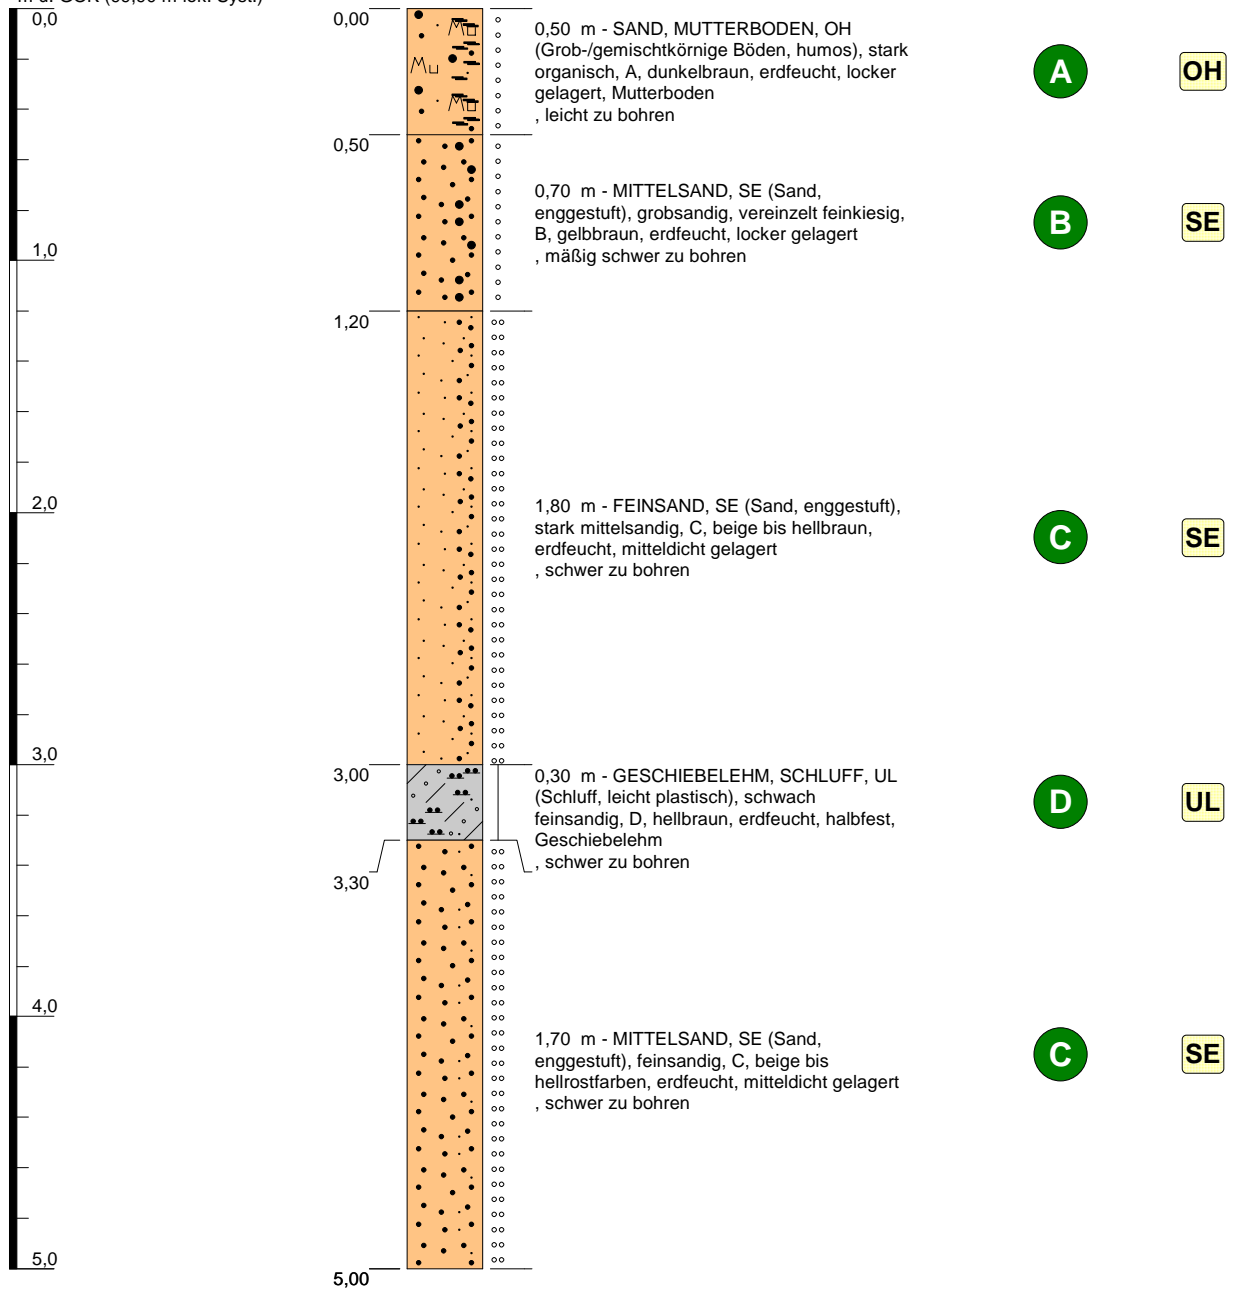 0,0
0,00
0,50 m - SAND, MUTTERBODEN, OH
(Grob-/gemischtkörnige Böden, humos), stark
organisch, A, dunkelbraun, erdfeucht, locker
gelagert, Mutterboden
, leicht zu bohren
A
OH
Mu
Mu
Mu
0,50
0,70 m - MITTELSAND, SE (Sand,
enggestuft), grobsandig, vereinzelt feinkiesig,
B, gelbbraun, erdfeucht, locker gelagert
, mäßig schwer zu bohren
B
SE
1,0
1,20
1,80 m - FEINSAND, SE (Sand, enggestuft),
stark mittelsandig, C, beige bis hellbraun,
erdfeucht, mitteldicht gelagert
, schwer zu bohren
C
SE
2,0
3,0
3,00
0,30 m - GESCHIEBELEHM, SCHLUFF, UL
(Schluff, leicht plastisch), schwach
feinsandig, D, hellbraun, erdfeucht, halbfest,
Geschiebelehm
, schwer zu bohren
D
UL
3,30
4,0
1,70 m - MITTELSAND, SE (Sand,
enggestuft), feinsandig, C, beige bis
hellrostfarben, erdfeucht, mitteldicht gelagert
, schwer zu bohren
C
SE
5,0
5,00